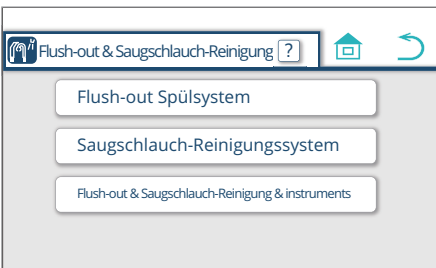 Flush-out & Saugschlauch-Reinigung ?
Flush-out Spülsystem
Saugschlauch-Reinigungssystem
Flush-out & Saugschlauch-Reinigung & instruments